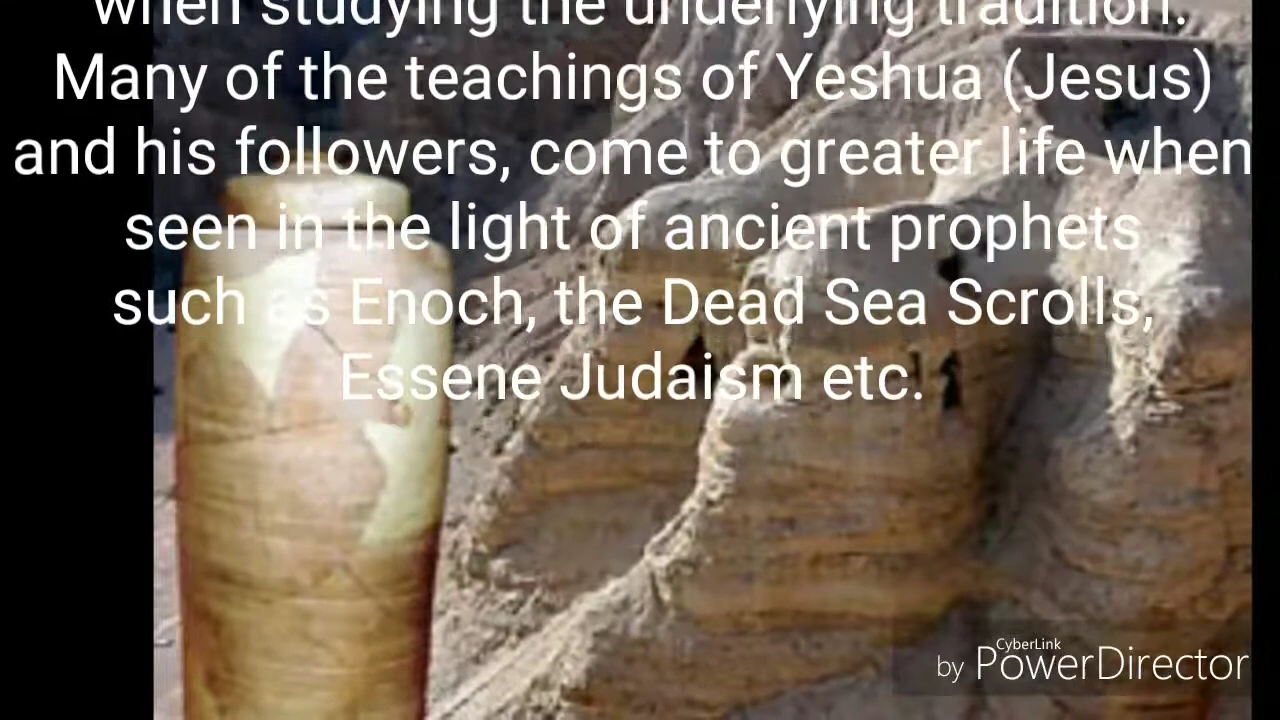 when studying the underlying tradition.
Many of the teachings of Yeshua (Jesus)
and his followers, come to greater life when
seen in the light of ancient prophets
such as Enoch, the Dead Sea Scrolls,
Essene Judaism etc.
CyberLink
by PowerDirector